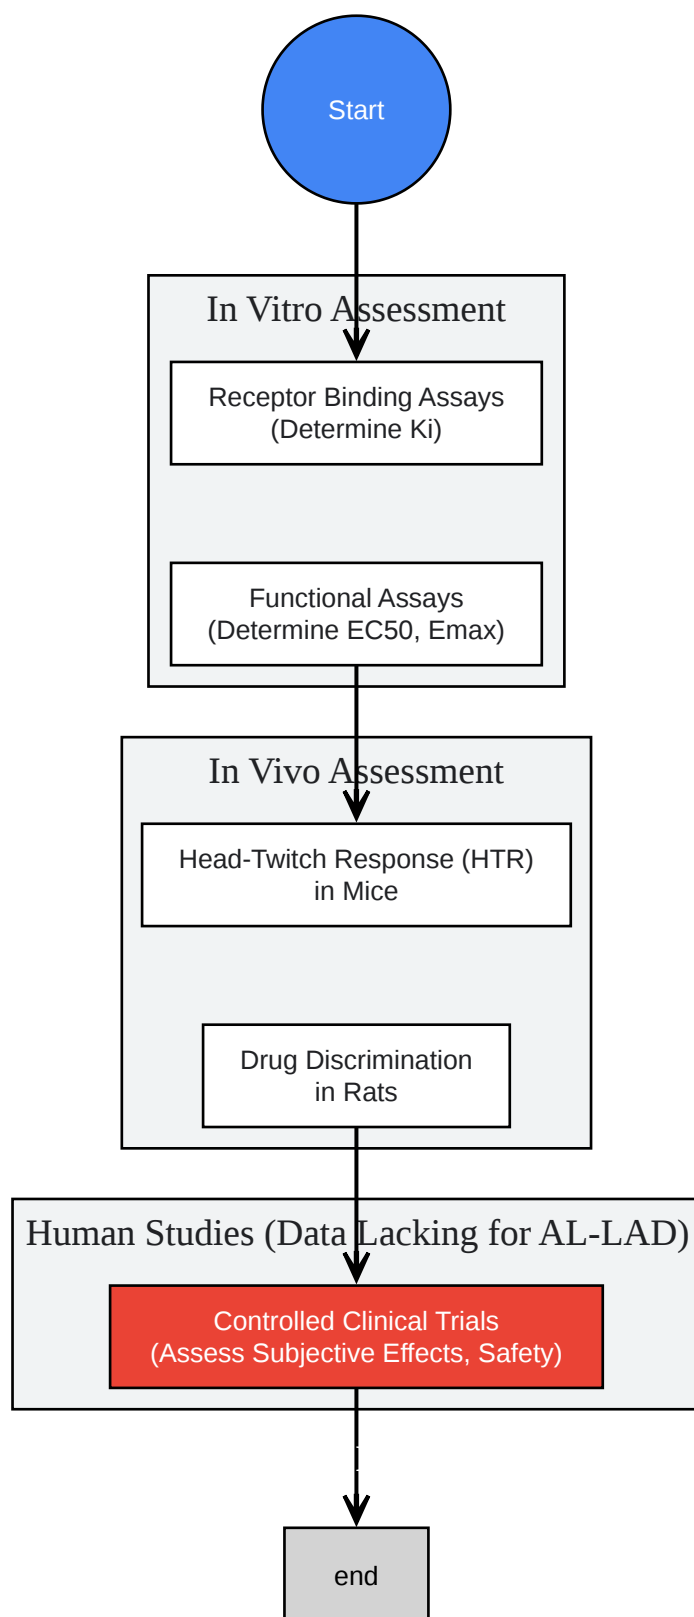 Start
In Vitro Assessment
Receptor Binding Assays
(Determine Ki)
Functional Assays
(Determine EC50, Emax)
In Vivo Assessment
Head-Twitch Response (HTR)
in Mice
Drug Discrimination
in Rats
Human Studies (Data Lacking for AL-LAD)
Controlled Clinical Trials
(Assess Subjective Effects, Safety)
end